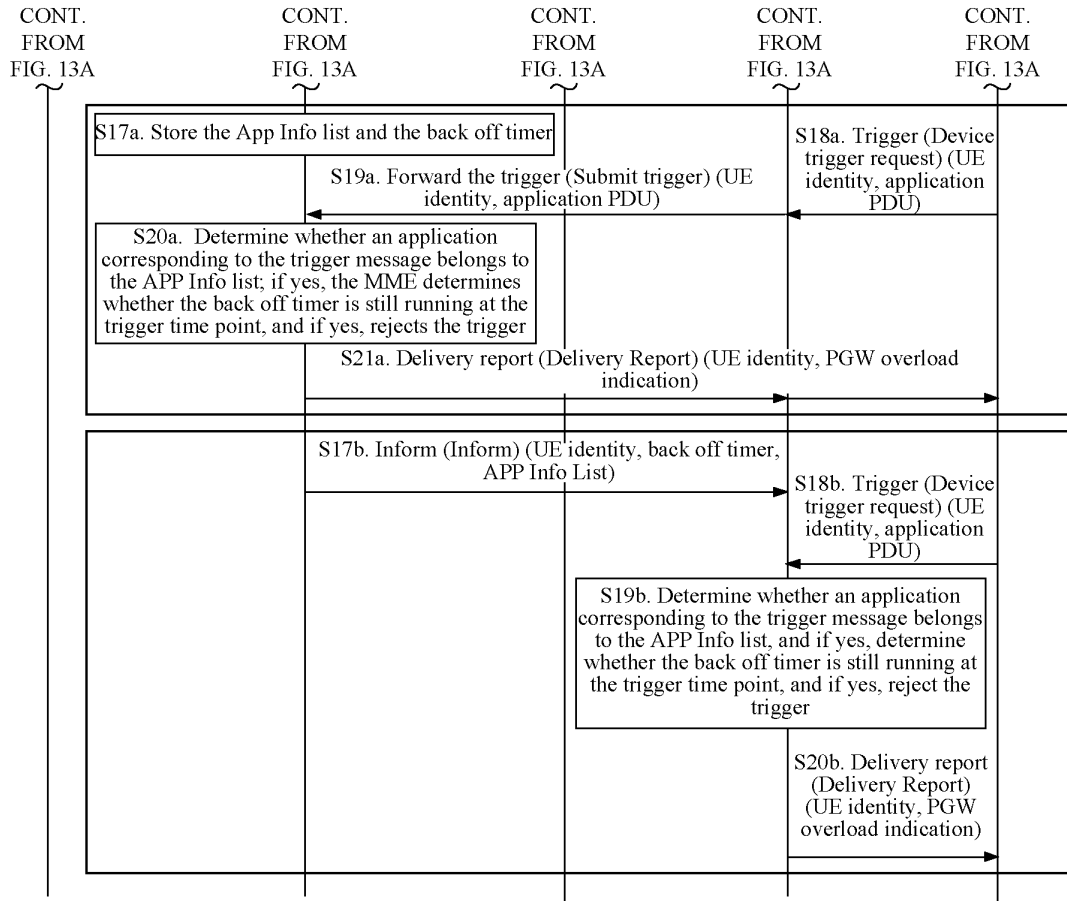 CONT.
FROM
FIG. 13A
CONT.
FROM
FIG. 13A
CONT.
FROM
FIG. 13A
CONT.
FROM
FIG. 13A
CONT.
FROM
FIG. 13A
S17a. Store the App Info list and the back off timer
S18a. Trigger (Device
trigger request) (UE
identity, application
PDU)
S19a. Forward the trigger (Submit trigger) (UE
identity, application PDU)
S20a. Determine whether an application
corresponding to the trigger message belongs to
the APP Info list; if yes, the MME determines
whether the back off timer is still running at the
trigger time point, and if yes, rejects the trigger
S21a. Delivery report (Delivery Report) (UE identity, PGW overload
indication)
S17b. Inform (Inform) (UE identity, back off timer,
APP Info List)
S18b. Trigger (Device
trigger request) (UE
identity, application
PDU)
S19b. Determine whether an application
corresponding to the trigger message belongs
to the APP Info list, and if yes, determine
whether the back off timer is still running at
the trigger time point, and if yes, reject the
trigger
S20b. Delivery report
(Delivery Report)
(UE identity, PGW
overload indication)